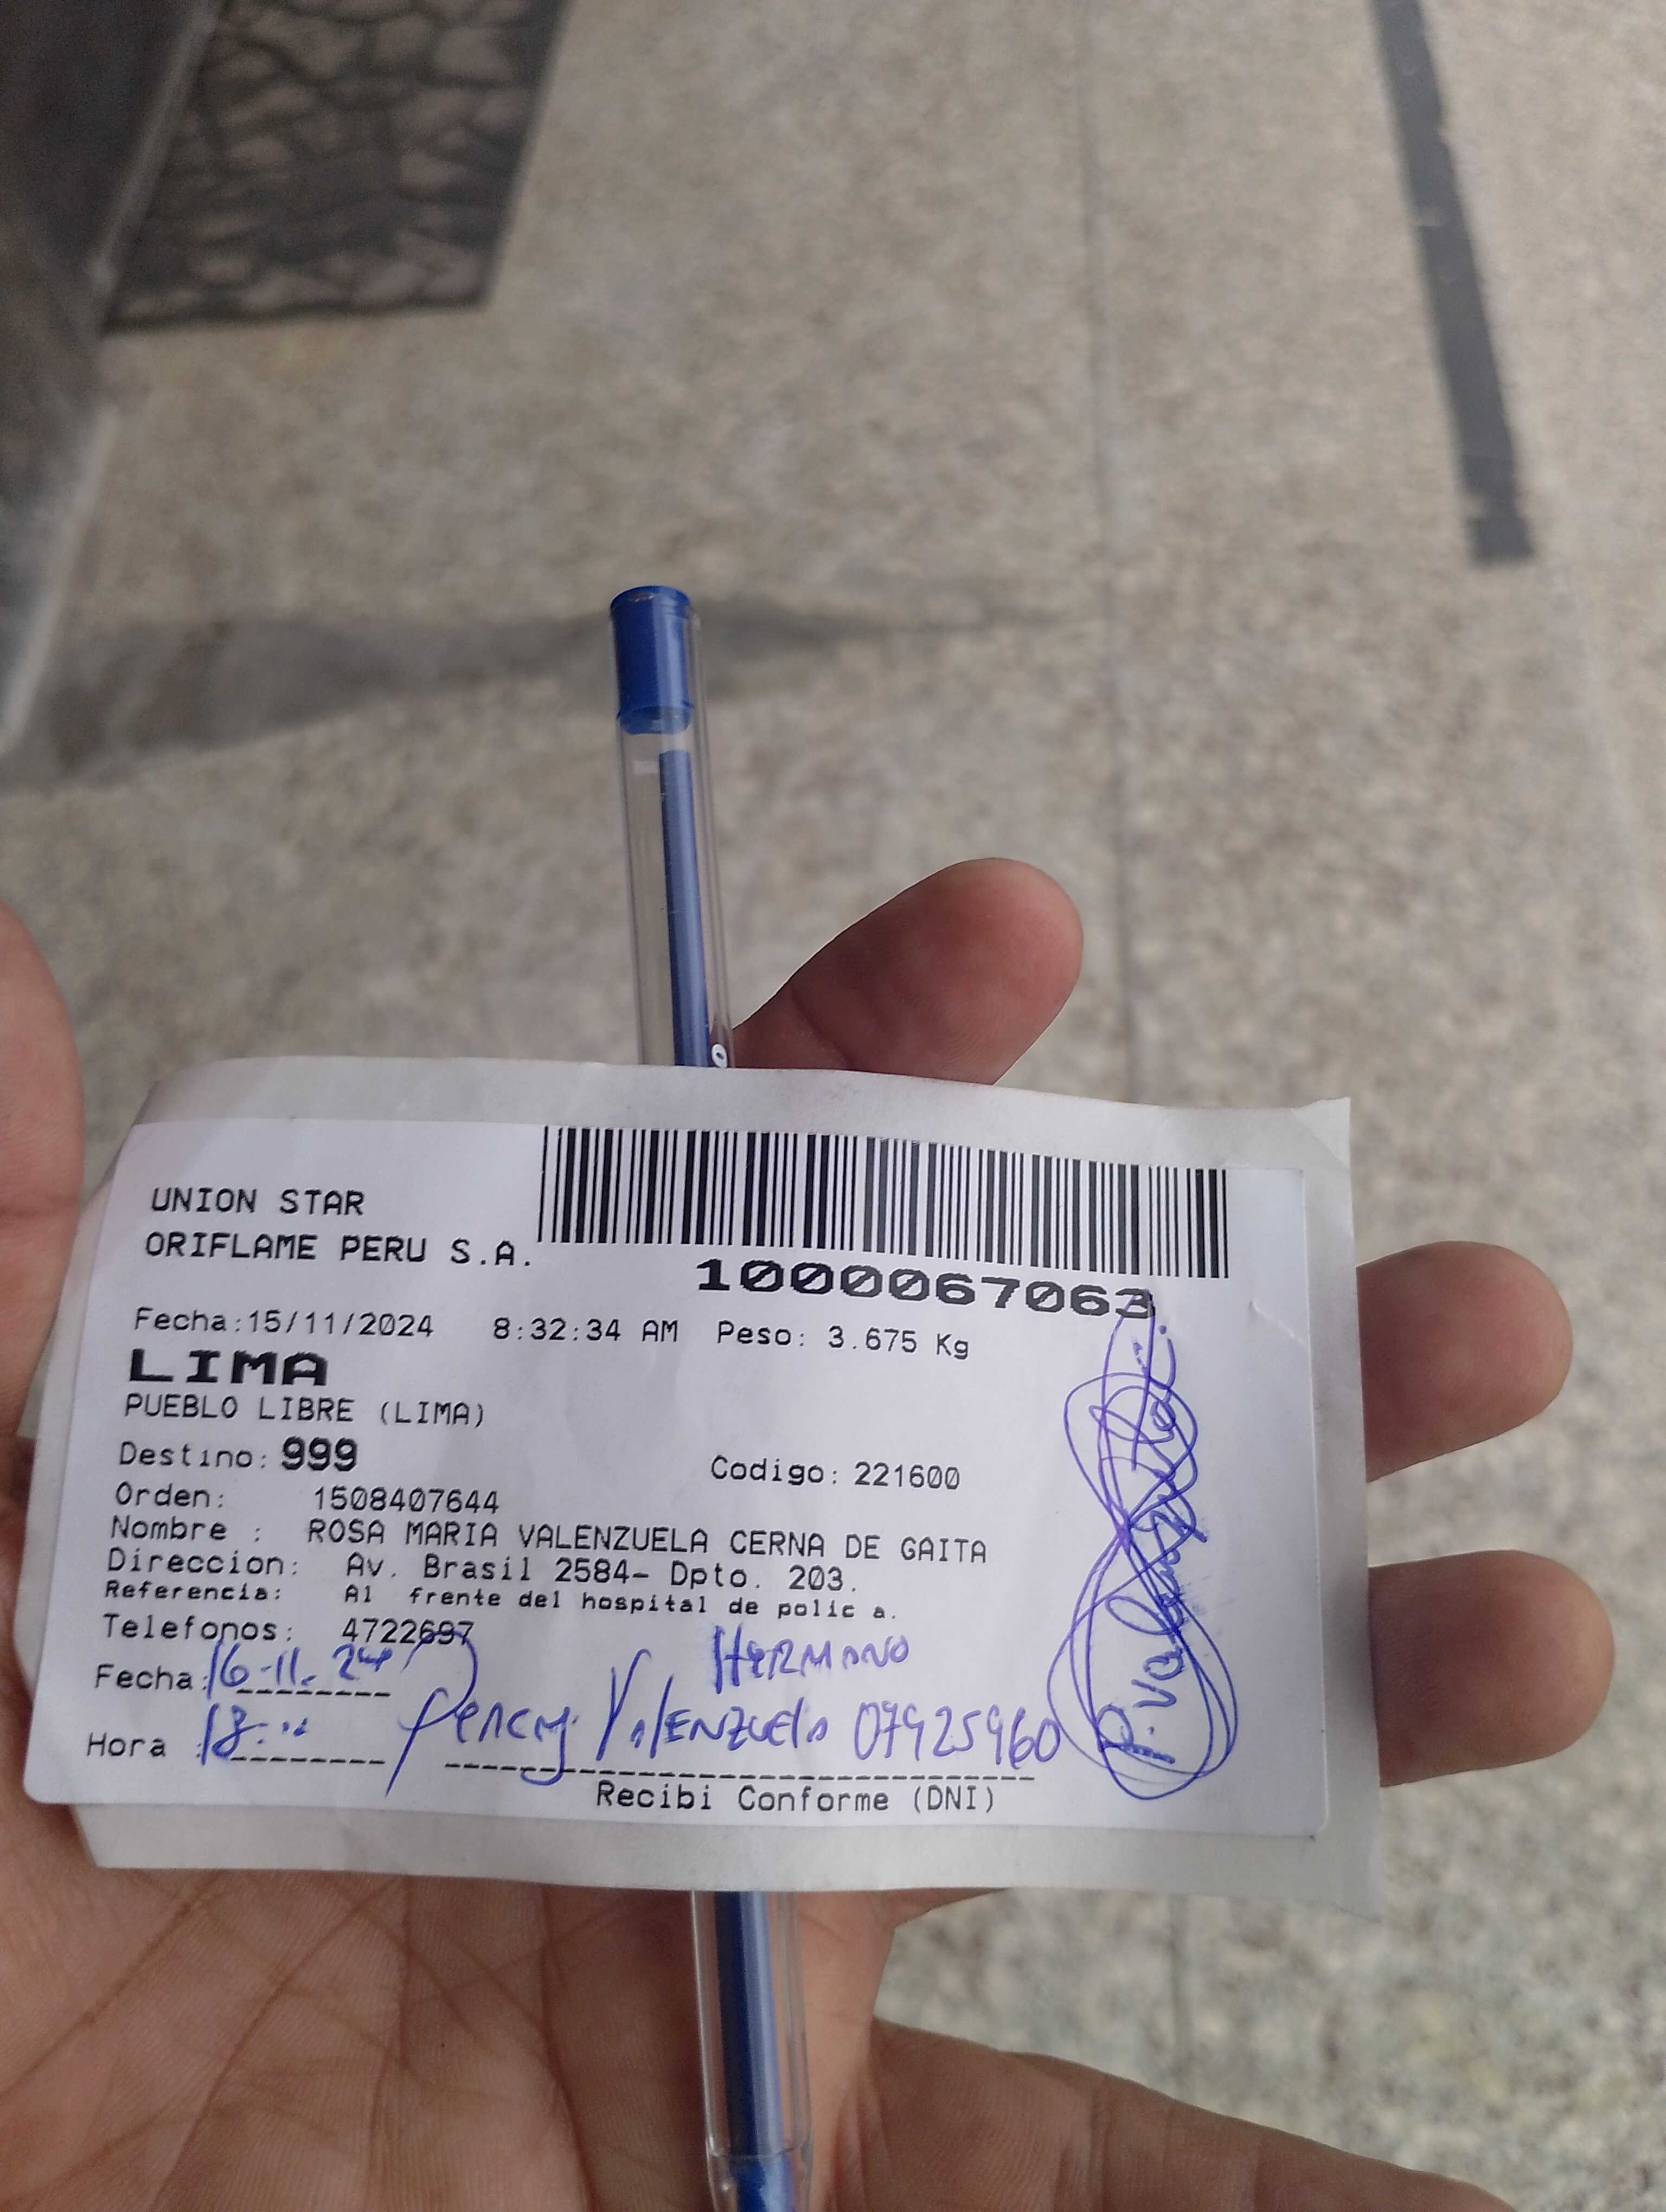 UNION STAR
ORIFLAME PERU S.A.
1000067063
Fecha:15/11/2024 8:32:34 AM Peso: 3.675 Kg
LIMA
PUEBLO LIBRE (LIMA)
Destino: 999 Codigo: 221600
Orden: 1508407644
Nombre : ROSA MARIA VALENZUELA CERNA DE GAITA
Direccion: Av. Brasil 2584- Dpto. 203.
Referencia: Al frente del hospital de polic a.
Telefonos: 4722697
HERMANO
Fecha: 16-11-24
Hora : 13:
Percy Valenzuela 07925960
Recibi Conforme (DNI)
P. Valenzuela C.